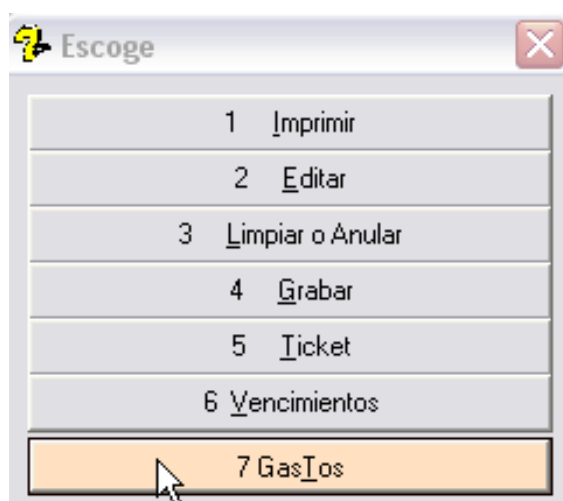 Escoge
1 Imprimir
2 Editar
3 Limpiar o Anular
4 Grabar
5 Ticket
6 Vencimientos
7 GasTos